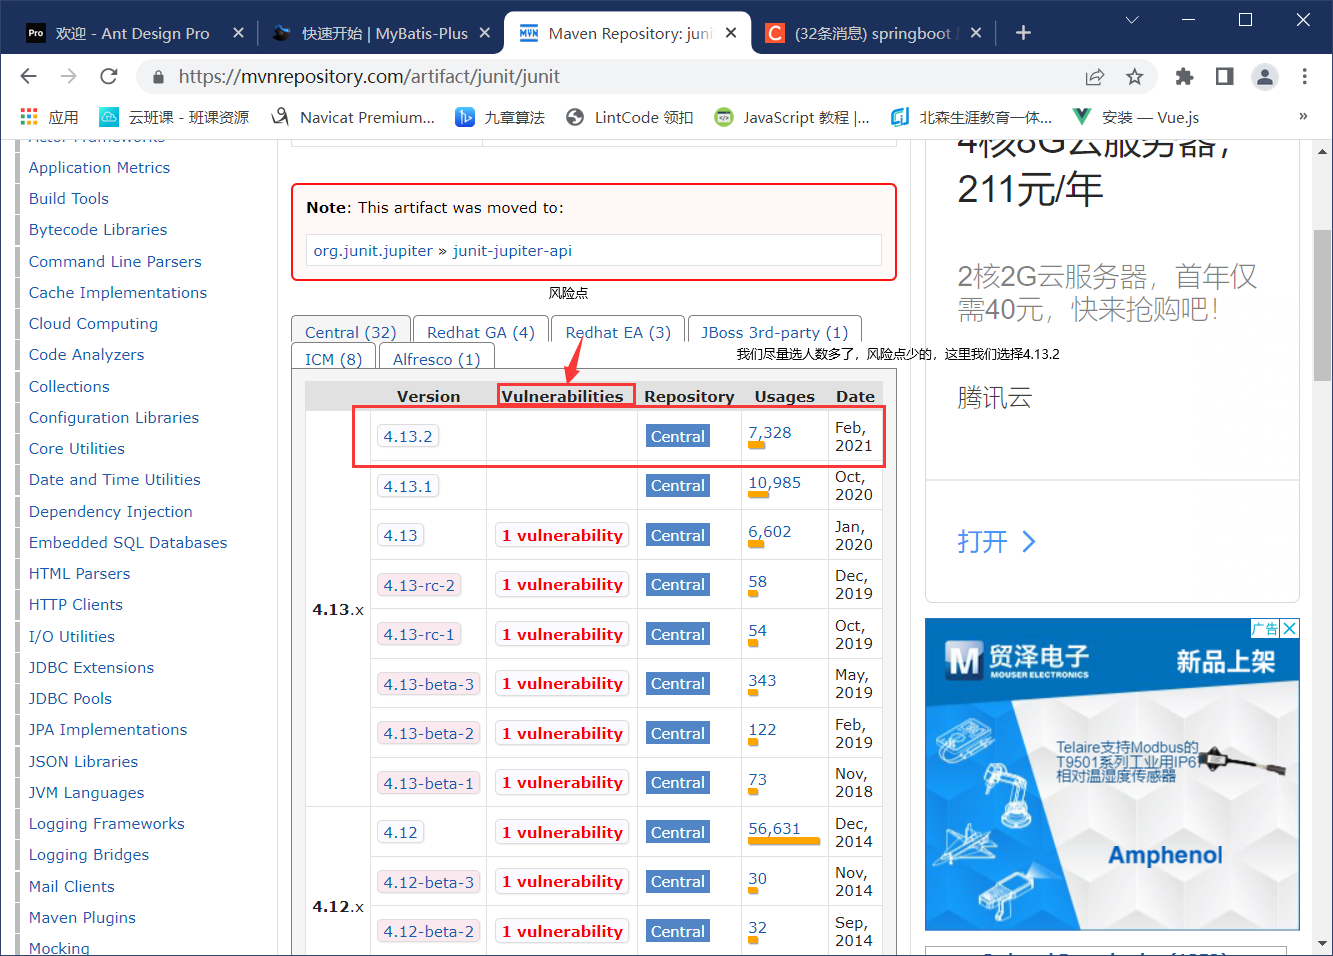 欢迎 - Ant Design Pro
快速开始 | MyBatis-Plus
Maven Repository: juni
(32条消息) springboot
https://mvnrepository.com/artifact/junit/junit
应用
云班课 - 班课资源
Navicat Premium...
九章算法
LintCode 领扣
JavaScript 教程 |...
北森生涯教育一体...
安装 — Vue.js
»
Actor Frameworks
Application Metrics
Build Tools
Bytecode Libraries
Command Line Parsers
Cache Implementations
Cloud Computing
Code Analyzers
Collections
Configuration Libraries
Core Utilities
Date and Time Utilities
Dependency Injection
Embedded SQL Databases
HTML Parsers
HTTP Clients
I/O Utilities
JDBC Extensions
JDBC Pools
JPA Implementations
JSON Libraries
JVM Languages
Logging Frameworks
Logging Bridges
Mail Clients
Maven Plugins
Mocking
Note: This artifact was moved to:
org.junit.jupiter » junit-jupiter-api
风险点
Central (32)
Redhat GA (4)
Redhat EA (3)
JBoss 3rd-party (1)
ICM (8)
Alfresco (1)
我们尽量选人数多了，风险点少的，这里我们选择4.13.2
Version Vulnerabilities Repository Usages Date
4.13.x
4.13.2 Central 7,328 Feb, 2021
4.13.1 Central 10,985 Oct, 2020
4.13 1 vulnerability Central 6,602 Jan, 2020
4.13-rc-2 1 vulnerability Central 58 Dec, 2019
4.13-rc-1 1 vulnerability Central 54 Oct, 2019
4.13-beta-3 1 vulnerability Central 343 May, 2019
4.13-beta-2 1 vulnerability Central 122 Feb, 2019
4.13-beta-1 1 vulnerability Central 73 Nov, 2018
4.12.x
4.12 1 vulnerability Central 56,631 Dec, 2014
4.12-beta-3 1 vulnerability Central 30 Nov, 2014
4.12-beta-2 1 vulnerability Central 32 Sep, 2014
4核8G云服务器，
211元/年
2核2G云服务器，首年仅
需40元，快来抢购吧！
腾讯云
打开
广告
贸泽电子
MOUSER ELECTRONICS
新品上架
Telaire支持Modbus的
T9501系列工业用IP67
相对温湿度传感器
Amphenol